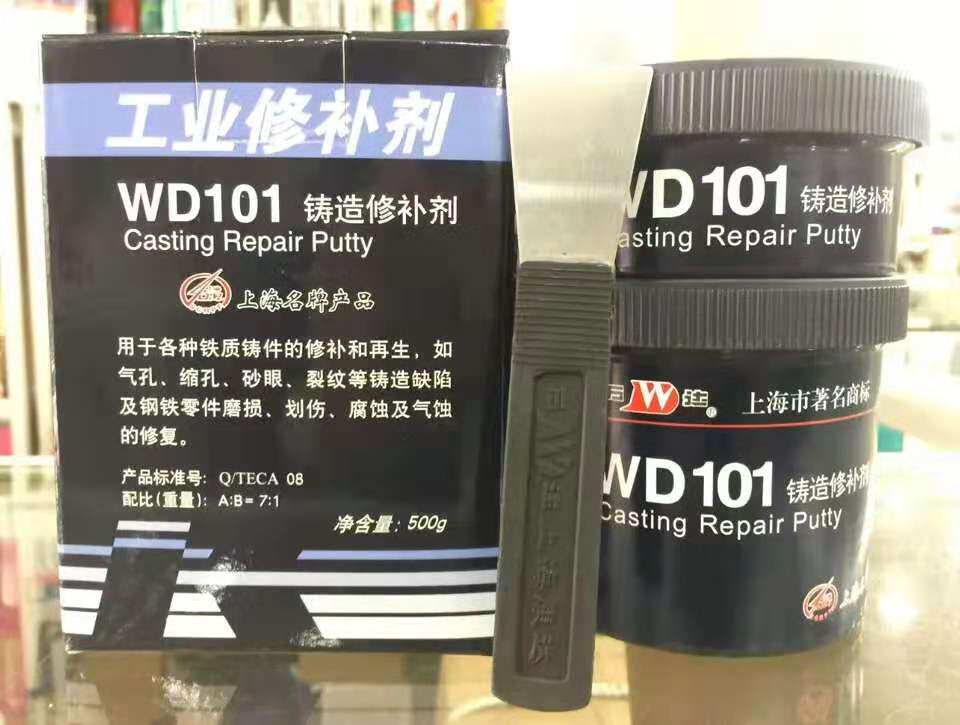 工业修补剂
WD101 铸造修补剂
Casting Repair Putty
上海名牌产品
用于各种铁质铸件的修补和再生，如
气孔、缩孔、砂眼、裂纹等铸造缺陷
及钢铁零件磨损、划伤、腐蚀及气蚀
的修复。
产品标准号：Q/TECA 08
配比(重量)：A:B= 7:1
净含量：500g
WD101 铸造修补剂
Casting Repair Putty
上海市著名商标
WD101 铸造修补剂
Casting Repair Putty
上海